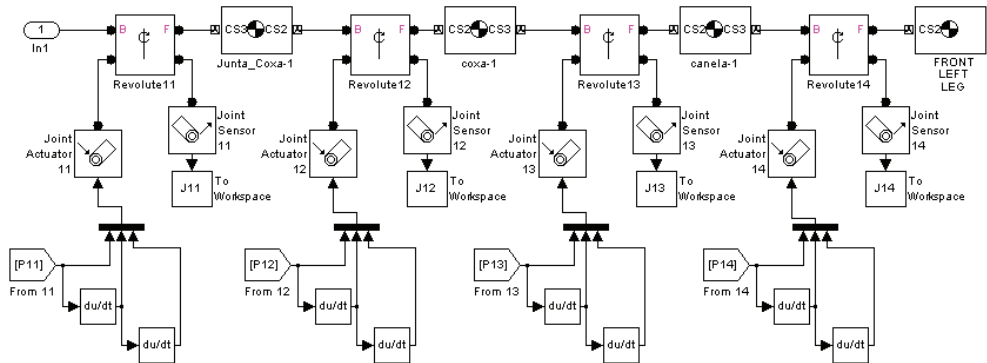 1
In1
B
F
Revolute11
CS3
CS2
Junta_Coxa-1
B
F
Revolute12
CS2
CS3
coxa-1
B
F
Revolute13
CS2
CS3
canela-1
B
F
Revolute14
CS2
FRONT
LEFT
LEG
Joint
Actuator
11
Joint
Sensor
11
J11
To
Workspace
Joint
Actuator
12
Joint
Sensor
12
J12
To
Workspace
Joint
Actuator
13
Joint
Sensor
13
J13
To
Workspace
Joint
Actuator
14
Joint
Sensor
14
J14
To
Workspace
[P11]
From 11
du/dt
du/dt
[P12]
From 12
du/dt
du/dt
[P13]
From 13
du/dt
du/dt
[P14]
From 14
du/dt
du/dt